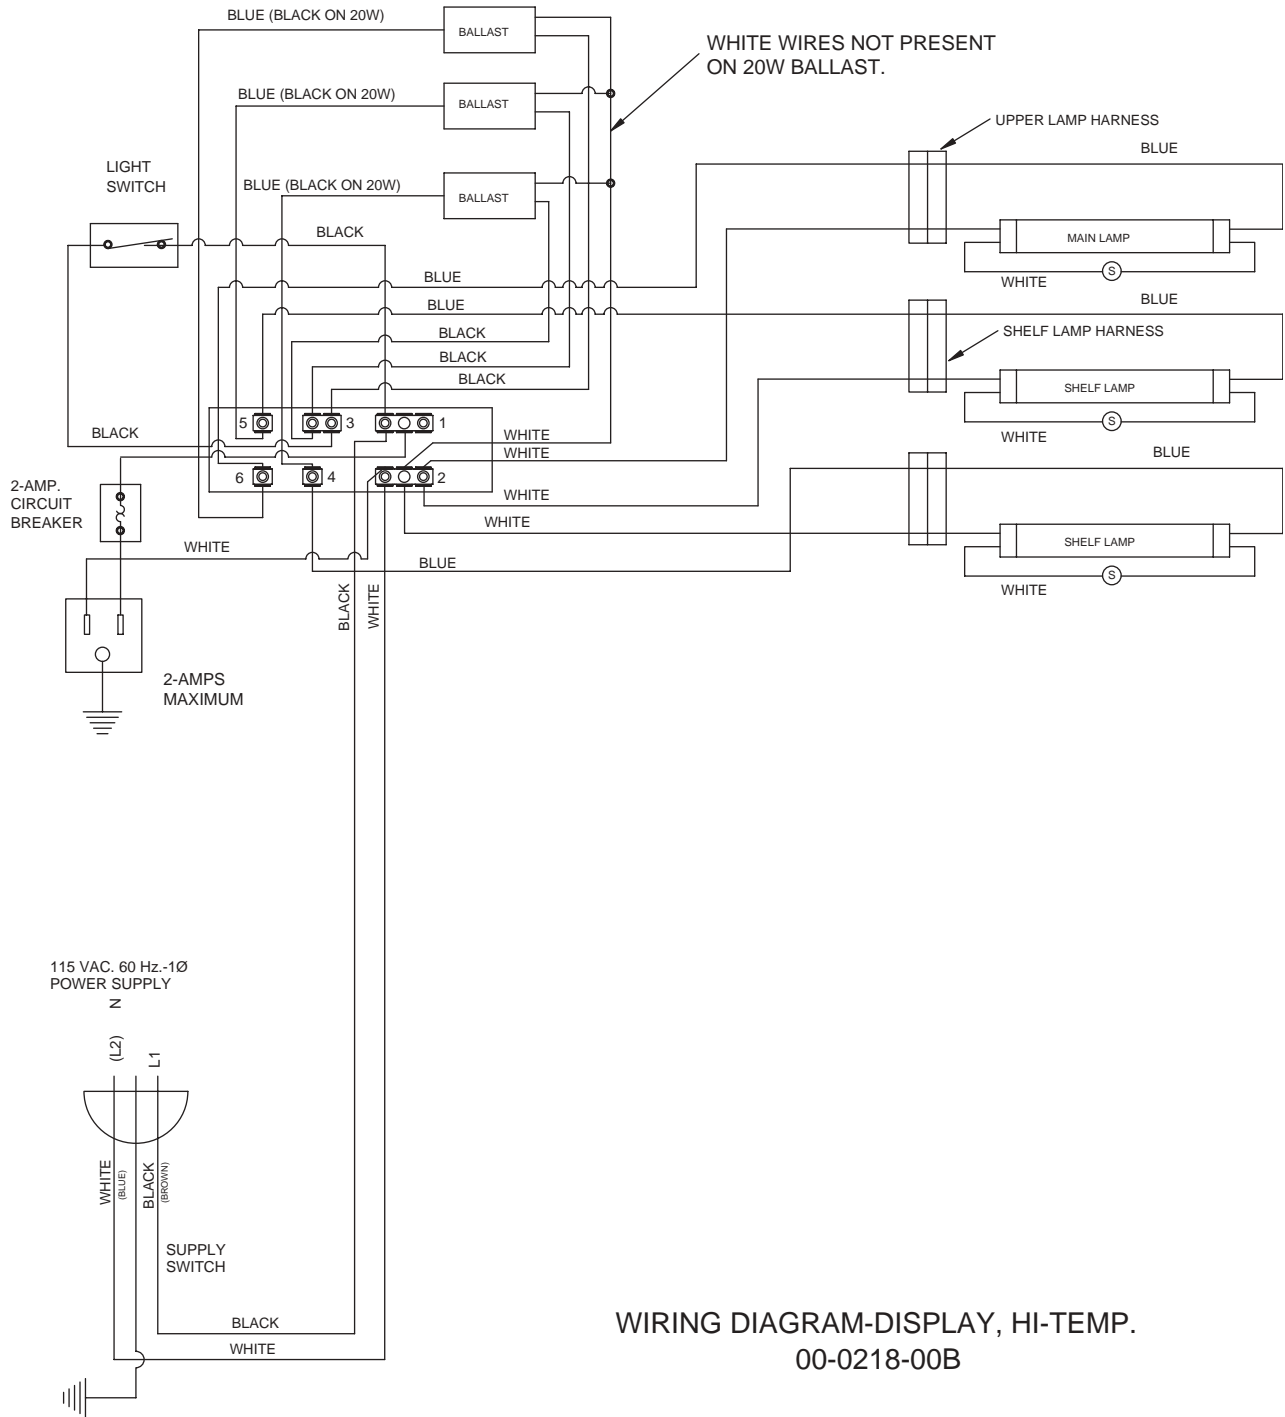 BLUE (BLACK ON 20W)
BALLAST
WHITE WIRES NOT PRESENT
ON 20W BALLAST.
BLUE (BLACK ON 20W)
BALLAST
UPPER LAMP HARNESS
BLUE
LIGHT
SWITCH
BLUE (BLACK ON 20W)
BALLAST
BLACK
MAIN LAMP
BLUE
S
WHITE
BLUE
BLUE
SHELF LAMP HARNESS
BLACK
BLACK
BLACK
SHELF LAMP
5
3
1
S
BLACK
WHITE
WHITE
WHITE
BLUE
6
4
2
2-AMP.
CIRCUIT
BREAKER
WHITE
WHITE
SHELF LAMP
WHITE
BLUE
S
WHITE
BLACK
WHITE
2-AMPS
MAXIMUM
115 VAC. 60 Hz.-1Ø
POWER SUPPLY
N
(L2)
L1
WHITE
(BLUE)
BLACK
(BROWN)
SUPPLY
SWITCH
BLACK
WHITE
WIRING DIAGRAM-DISPLAY, HI-TEMP.
00-0218-00B